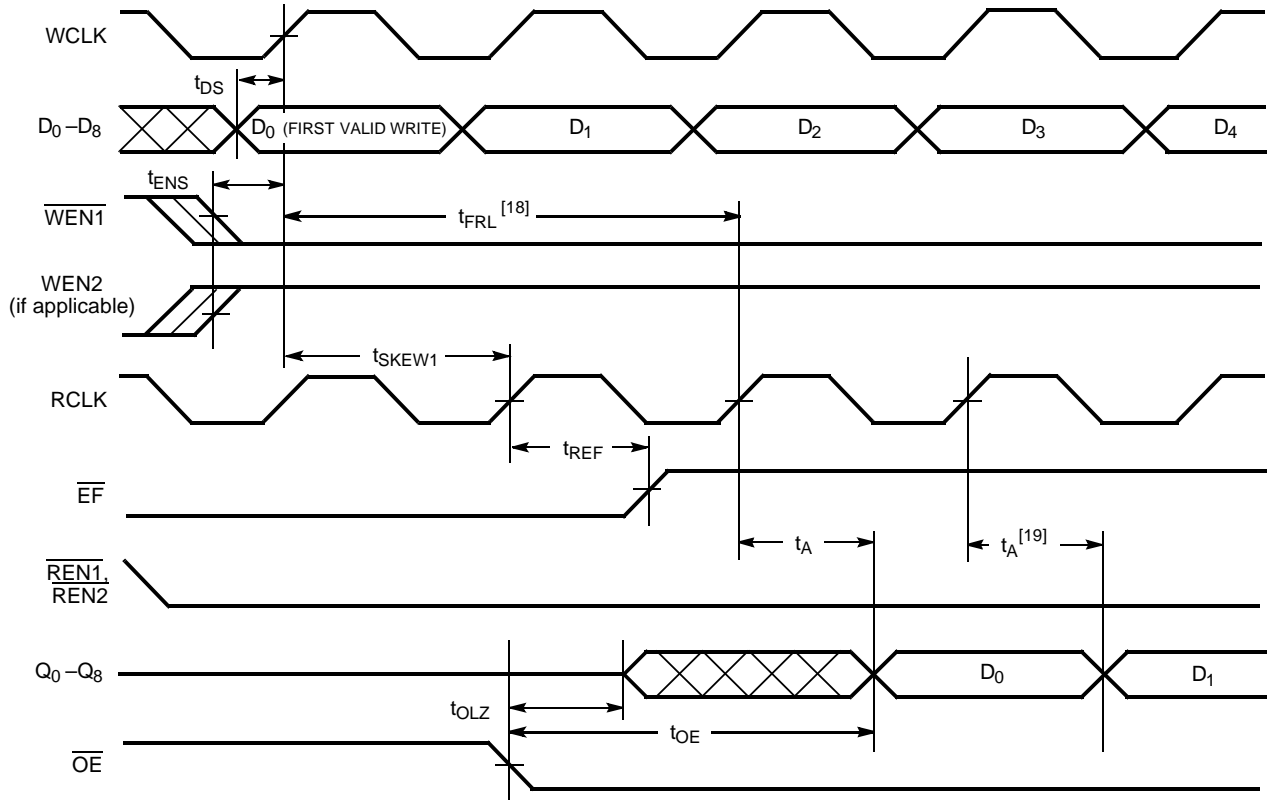 WCLK
tDS
D0 –D8
D0 (FIRST VALID WRITE)
D1
D2
D3
D4
tENS
WEN1
tFRL [18]
WEN2
(if applicable)
tSKEW1
RCLK
tREF
EF
tA
tA [19]
REN1,
REN2
Q0 –Q8
D0
D1
tOLZ
tOE
OE